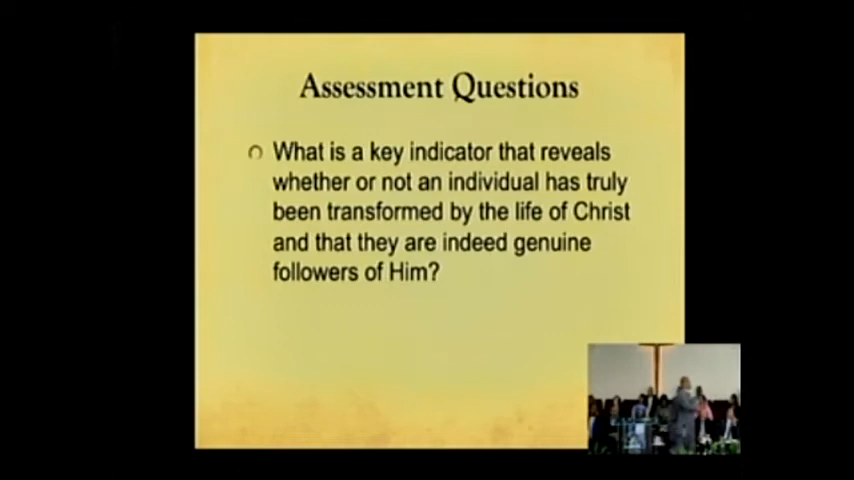 Assessment Questions
What is a key indicator that reveals
whether or not an individual has truly
been transformed by the life of Christ
and that they are indeed genuine
followers of Him?